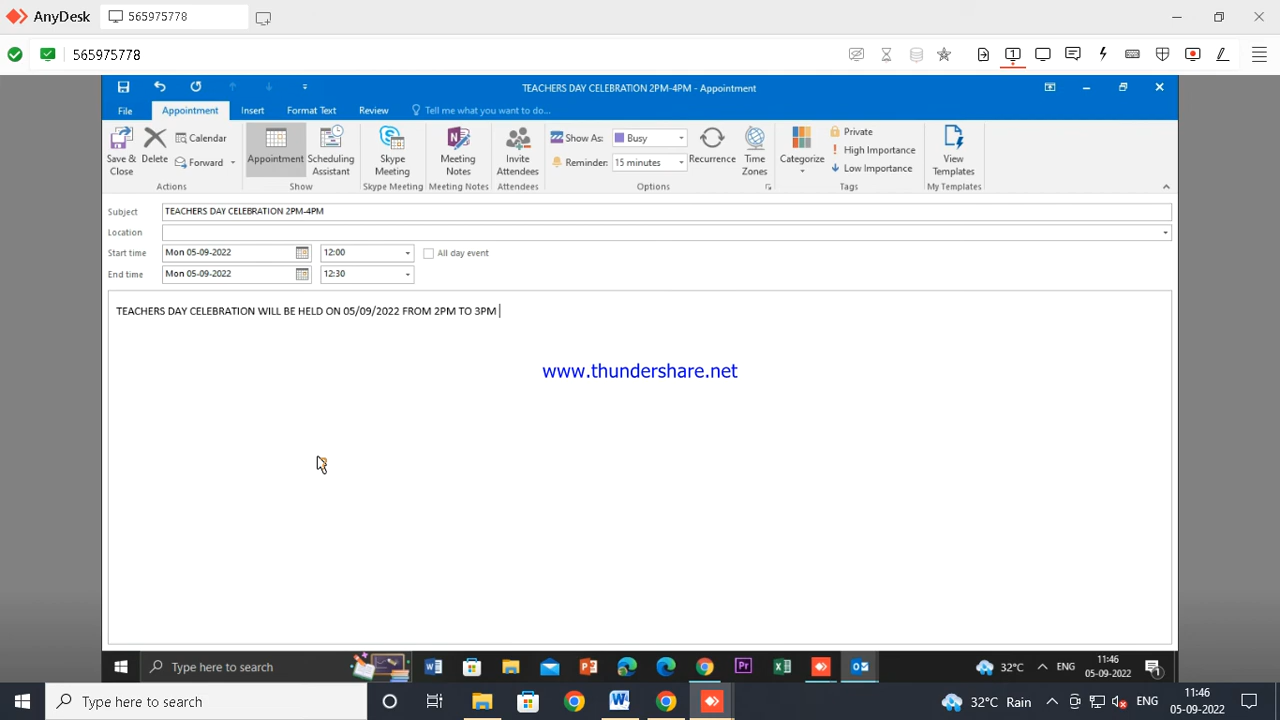 AnyDesk
565975778
565975778
TEACHERS DAY CELEBRATION 2PM-4PM - Appointment
File
Appointment
Insert
Format Text
Review
Tell me what you want to do...
Save & Close
Delete
Calendar
Forward
Actions
Appointment
Scheduling Assistant
Show
Skype Meeting
Skype Meeting
Meeting Notes
Meeting Notes
Invite Attendees
Attendees
Show As:
Busy
Reminder:
15 minutes
Recurrence
Time Zones
Options
Categorize
Private
High Importance
Low Importance
Tags
View Templates
My Templates
Subject
TEACHERS DAY CELEBRATION 2PM-4PM
Location
Start time
Mon 05-09-2022
12:00
All day event
End time
Mon 05-09-2022
12:30
TEACHERS DAY CELEBRATION WILL BE HELD ON 05/09/2022 FROM 2PM TO 3PM
www.thundershare.net
Type here to search
32°C
ENG
11:46
05-09-2022
Type here to search
32°C Rain
ENG
11:46
05-09-2022